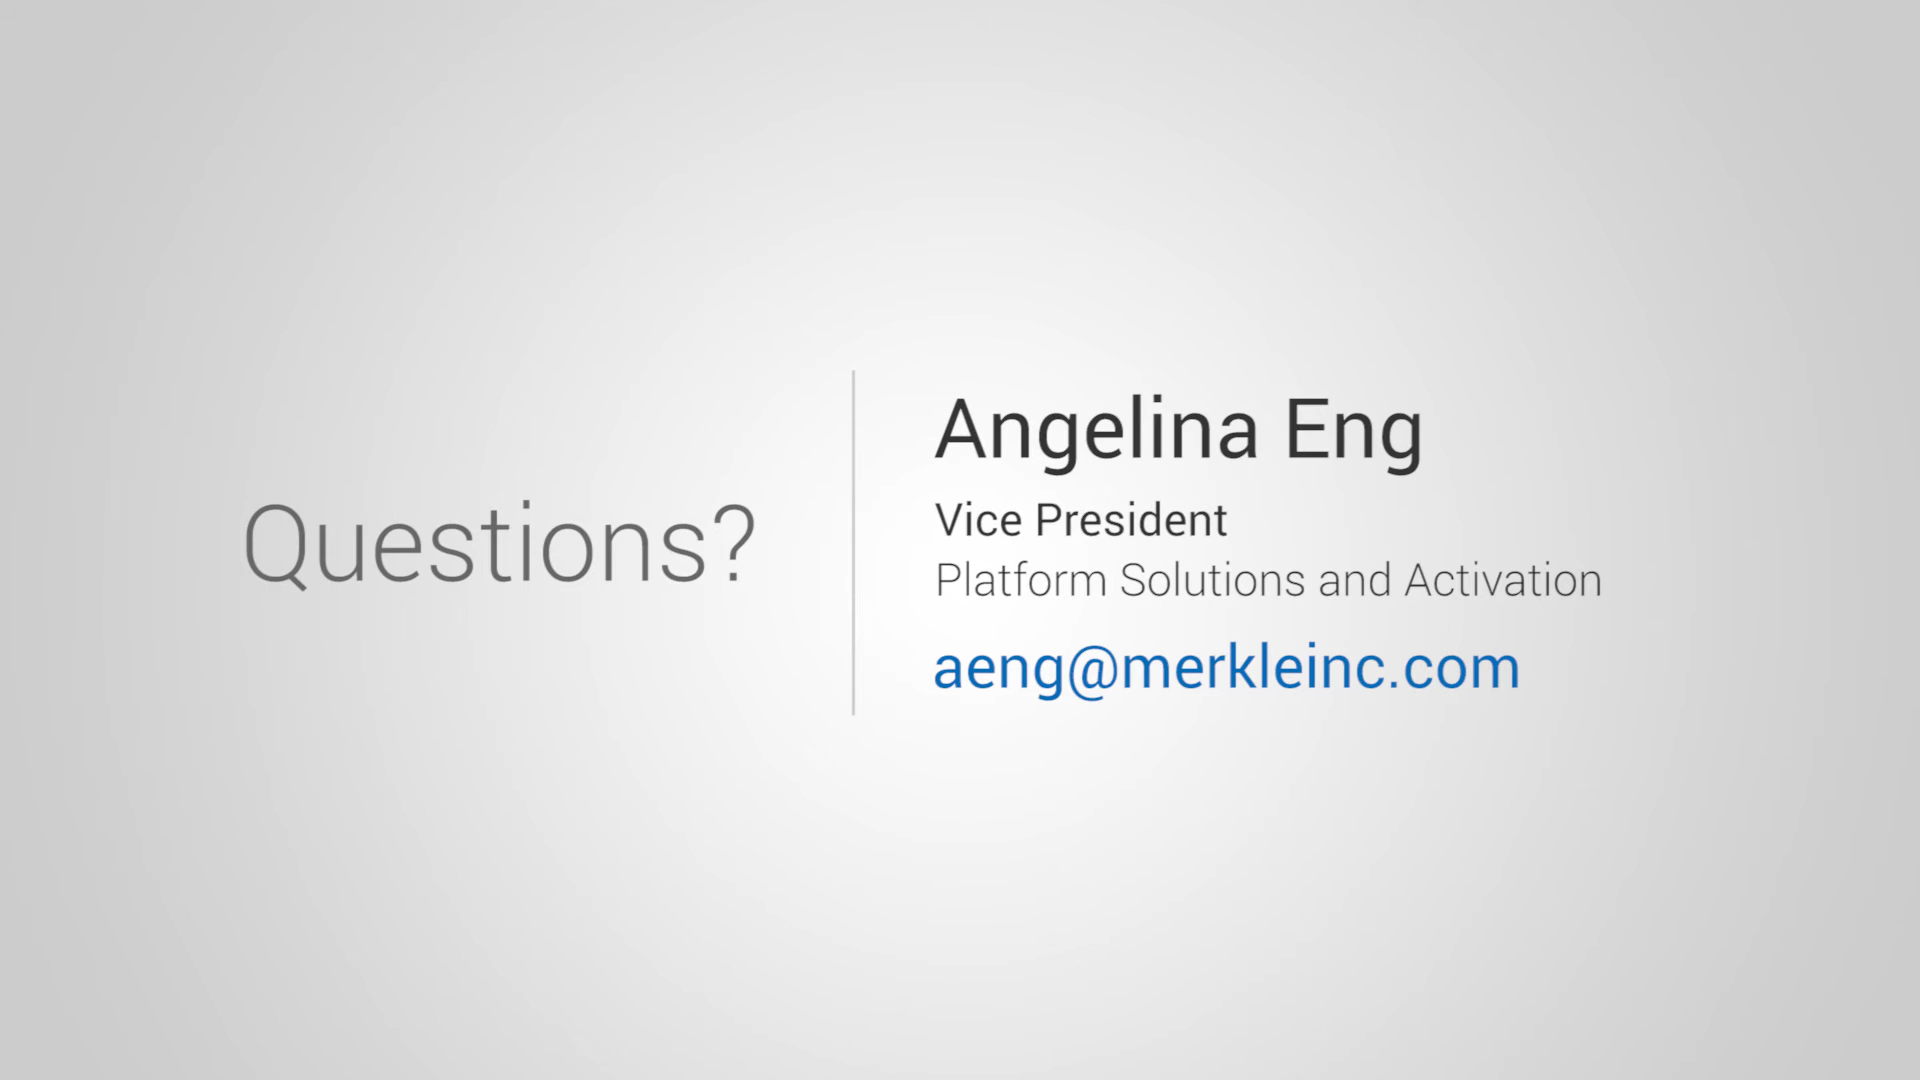 Questions?
Angelina Eng
Vice President
Platform Solutions and Activation
aeng@merkleinc.com